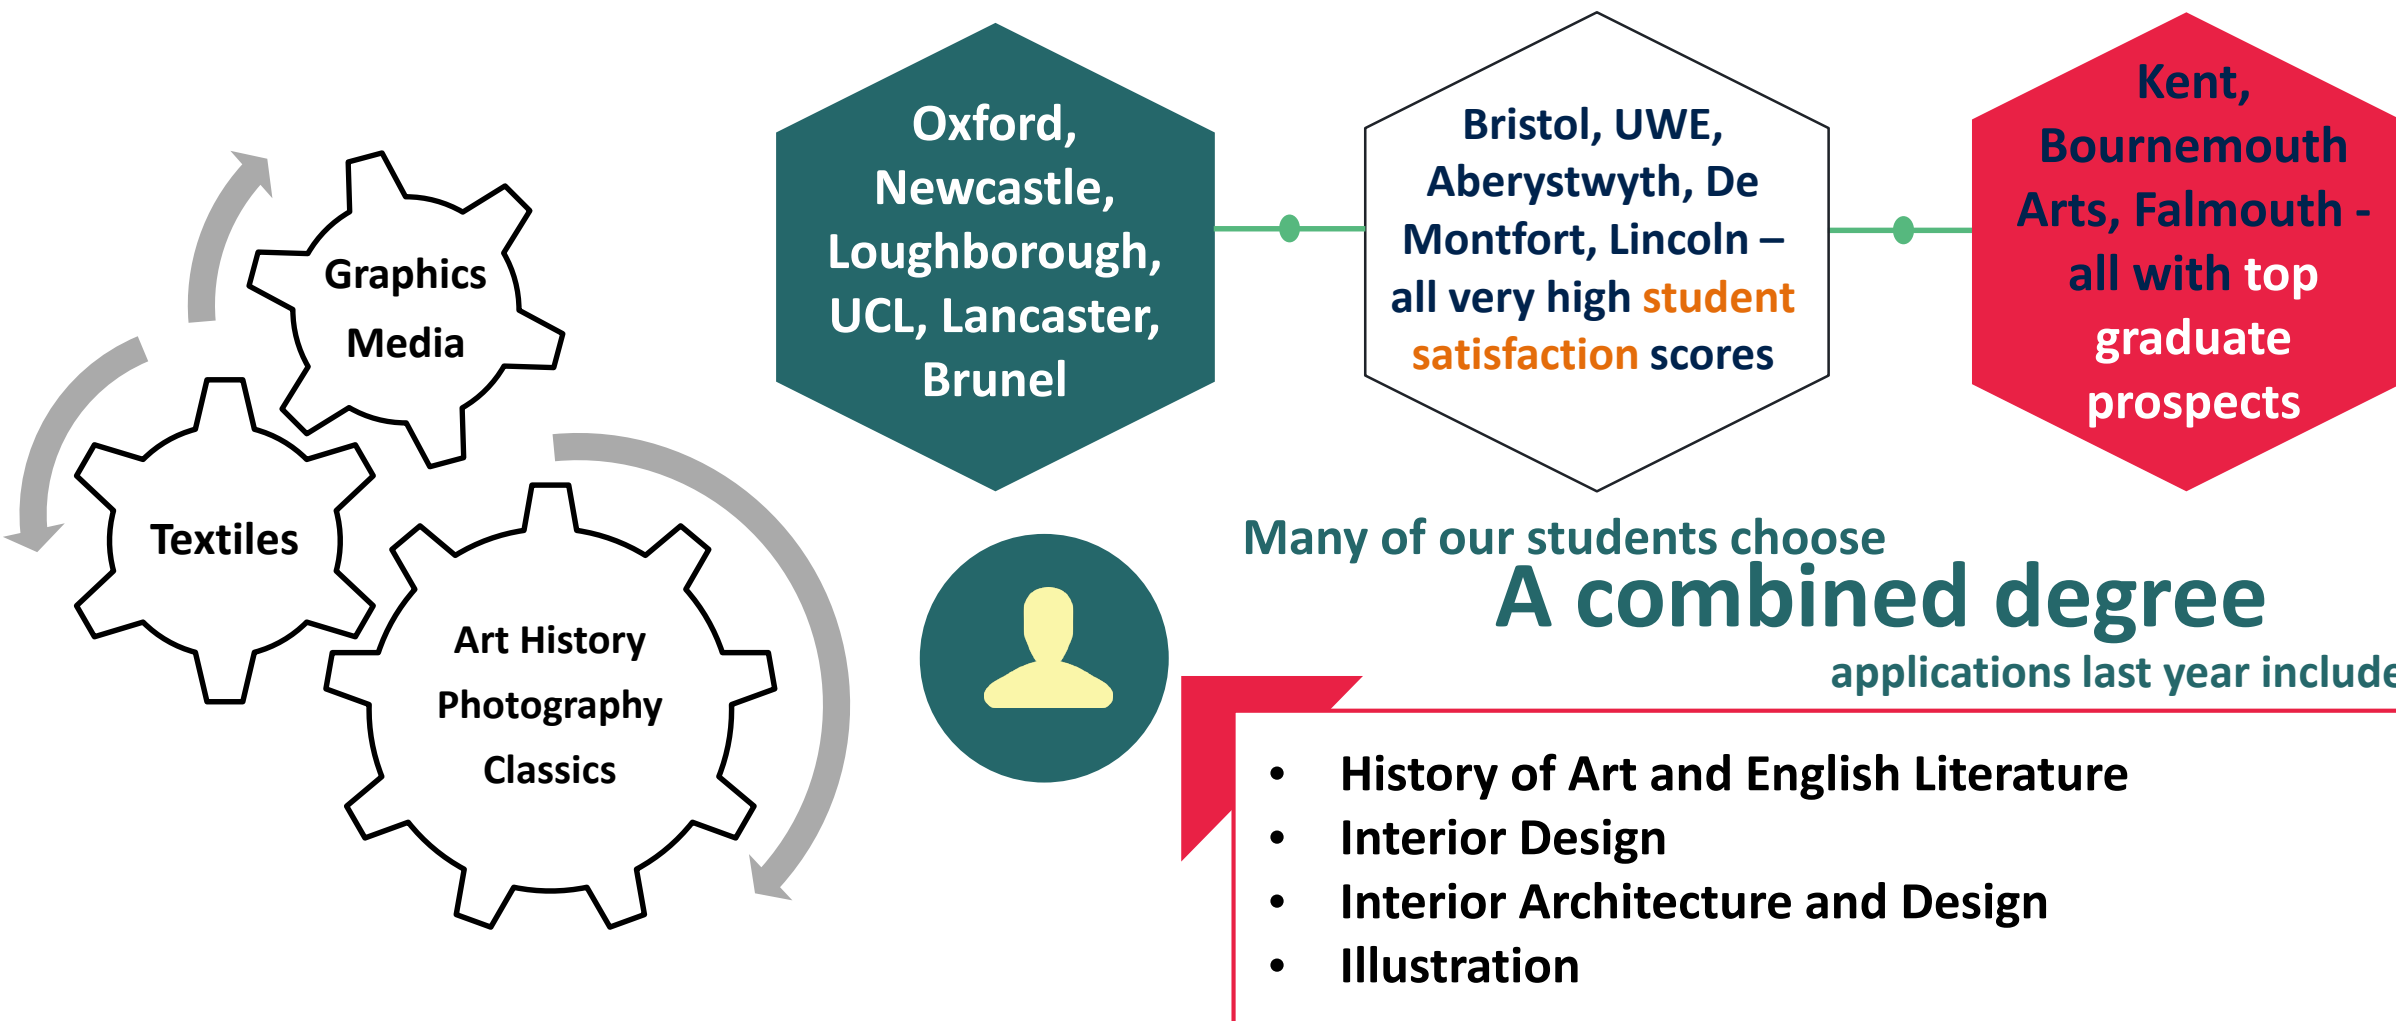 Graphics
Media
Textiles
Art History
Photography
Classics
Oxford,
Newcastle,
Loughborough,
UCL, Lancaster,
Brunel
Bristol, UWE,
Aberystwyth, De
Montfort, Lincoln –
all very high student
satisfaction scores
Kent,
Bournemouth
Arts, Falmouth -
all with top
graduate
prospects
Many of our students choose
A combined degree
applications last year include
• History of Art and English Literature
• Interior Design
• Interior Architecture and Design
• Illustration